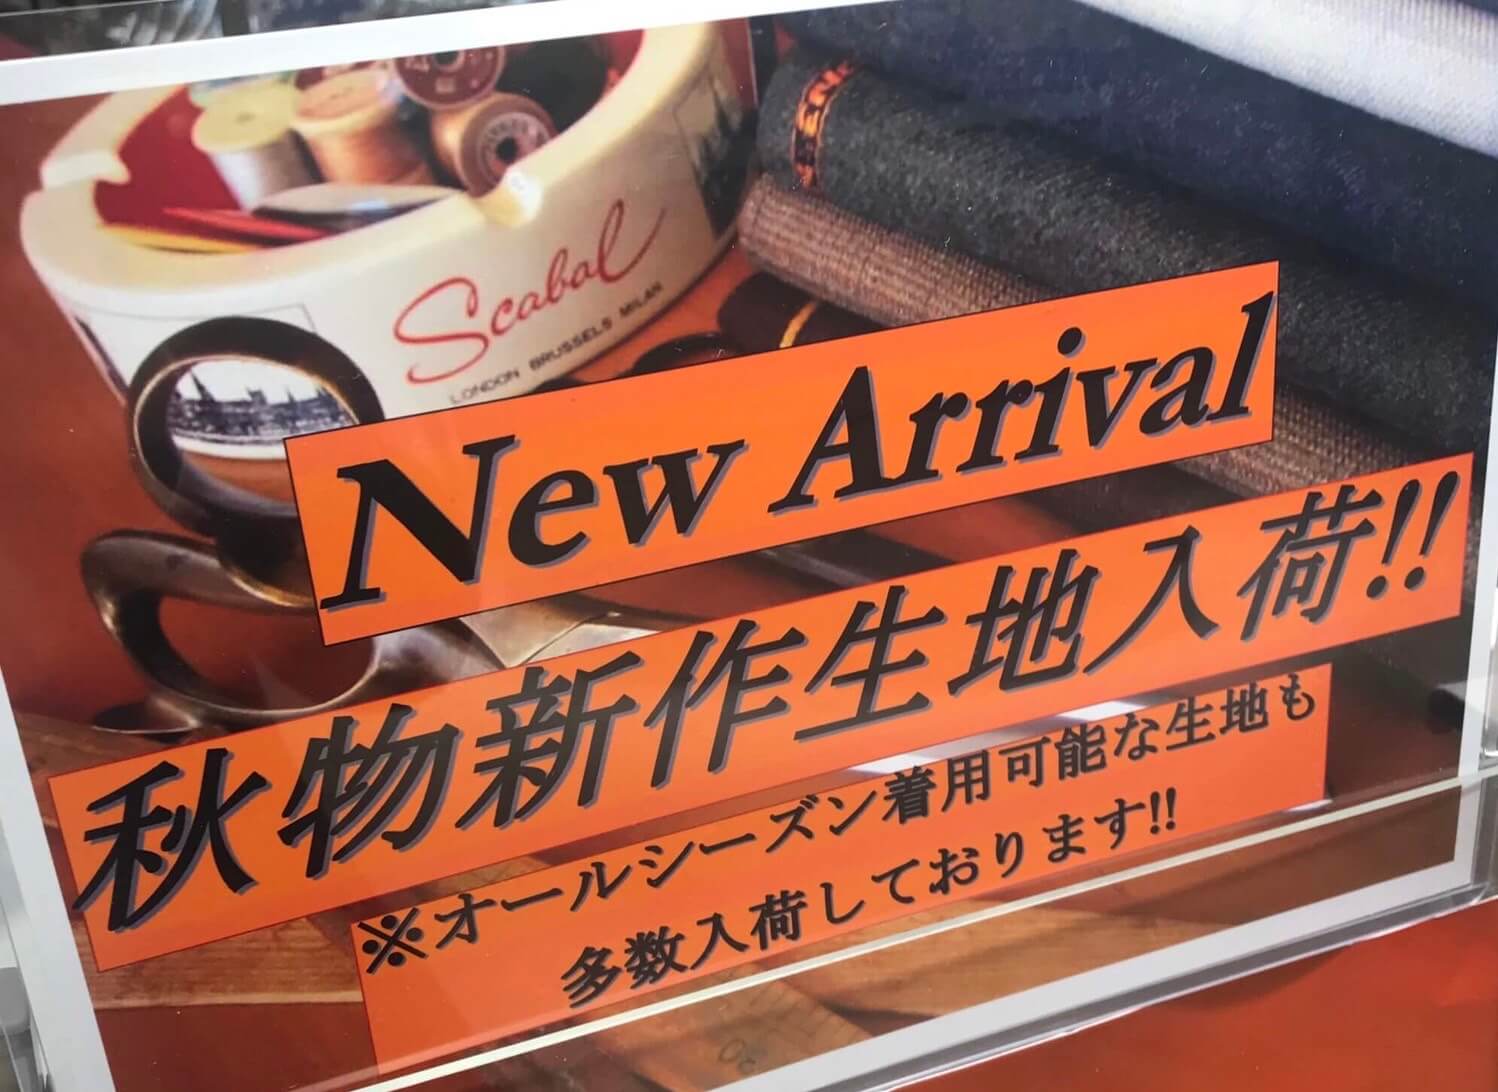 Scabal
LONDON BRUSSELS MILAN
New Arrival
秋物新作生地入荷!!
※オールシーズン着用可能な生地も
多数入荷しております!!